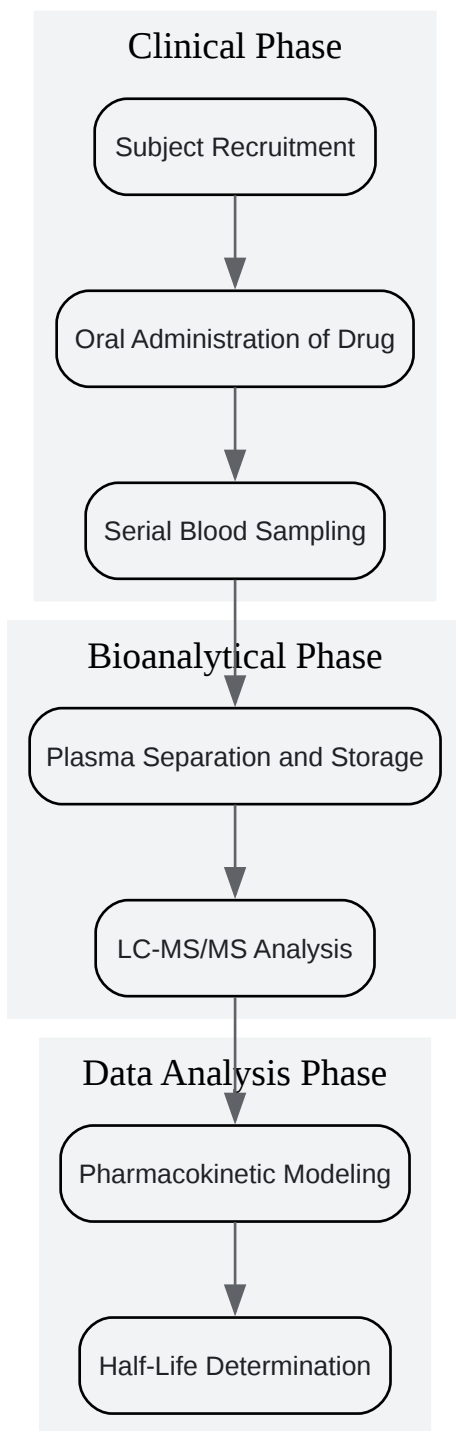 Clinical Phase
Subject Recruitment
Oral Administration of Drug
Serial Blood Sampling
Bioanalytical Phase
Plasma Separation and Storage
LC-MS/MS Analysis
Data Analysis Phase
Pharmacokinetic Modeling
Half-Life Determination